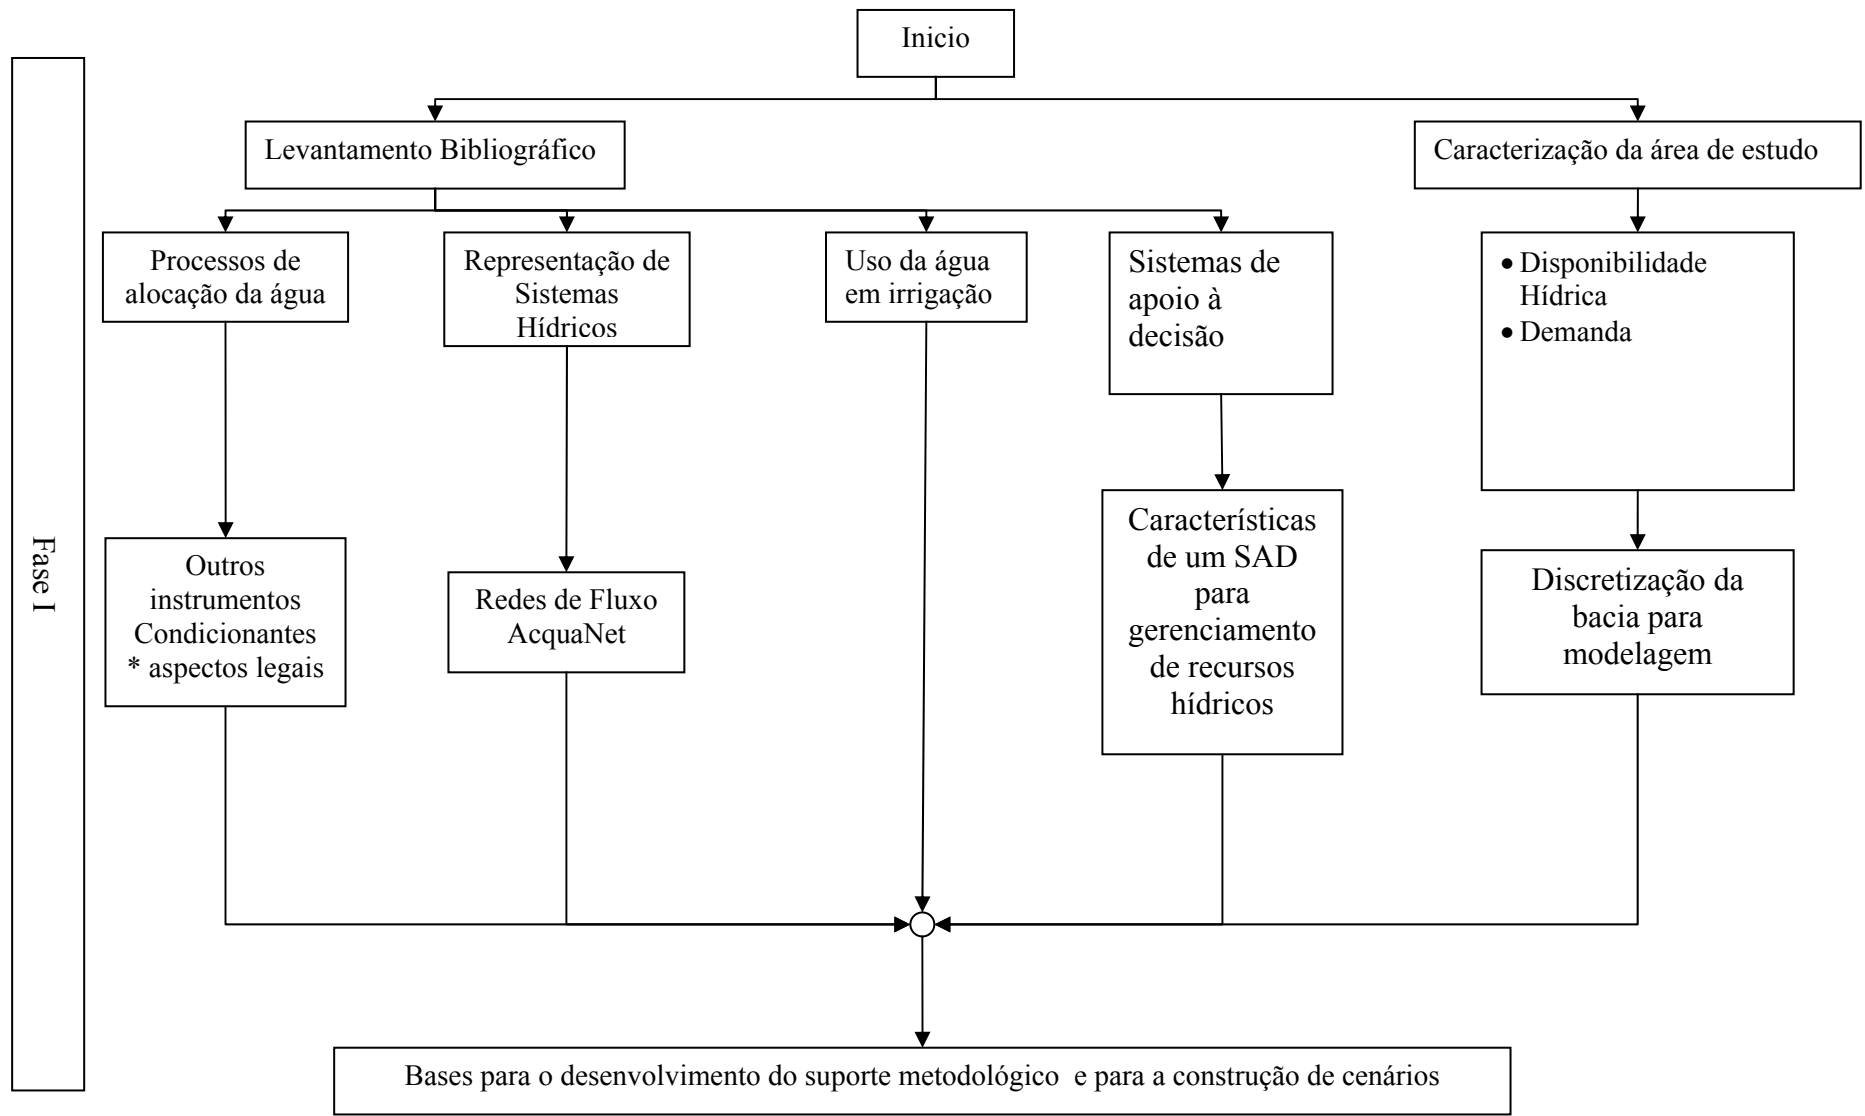 Inicio
Fase I
Levantamento Bibliográfico
Caracterização da área de estudo
Processos de
alocação da água
Representação de
Sistemas
Hídricos
Uso da água
em irrigação
Sistemas de
apoio à
decisão
• Disponibilidade
Hídrica
• Demanda
Outros
instrumentos
Condicionantes
* aspectos legais
Redes de Fluxo
AcquaNet
Características
de um SAD
para
gerenciamento
de recursos
hídricos
Discretização da
bacia para
modelagem
Bases para o desenvolvimento do suporte metodológico e para a construção de cenários